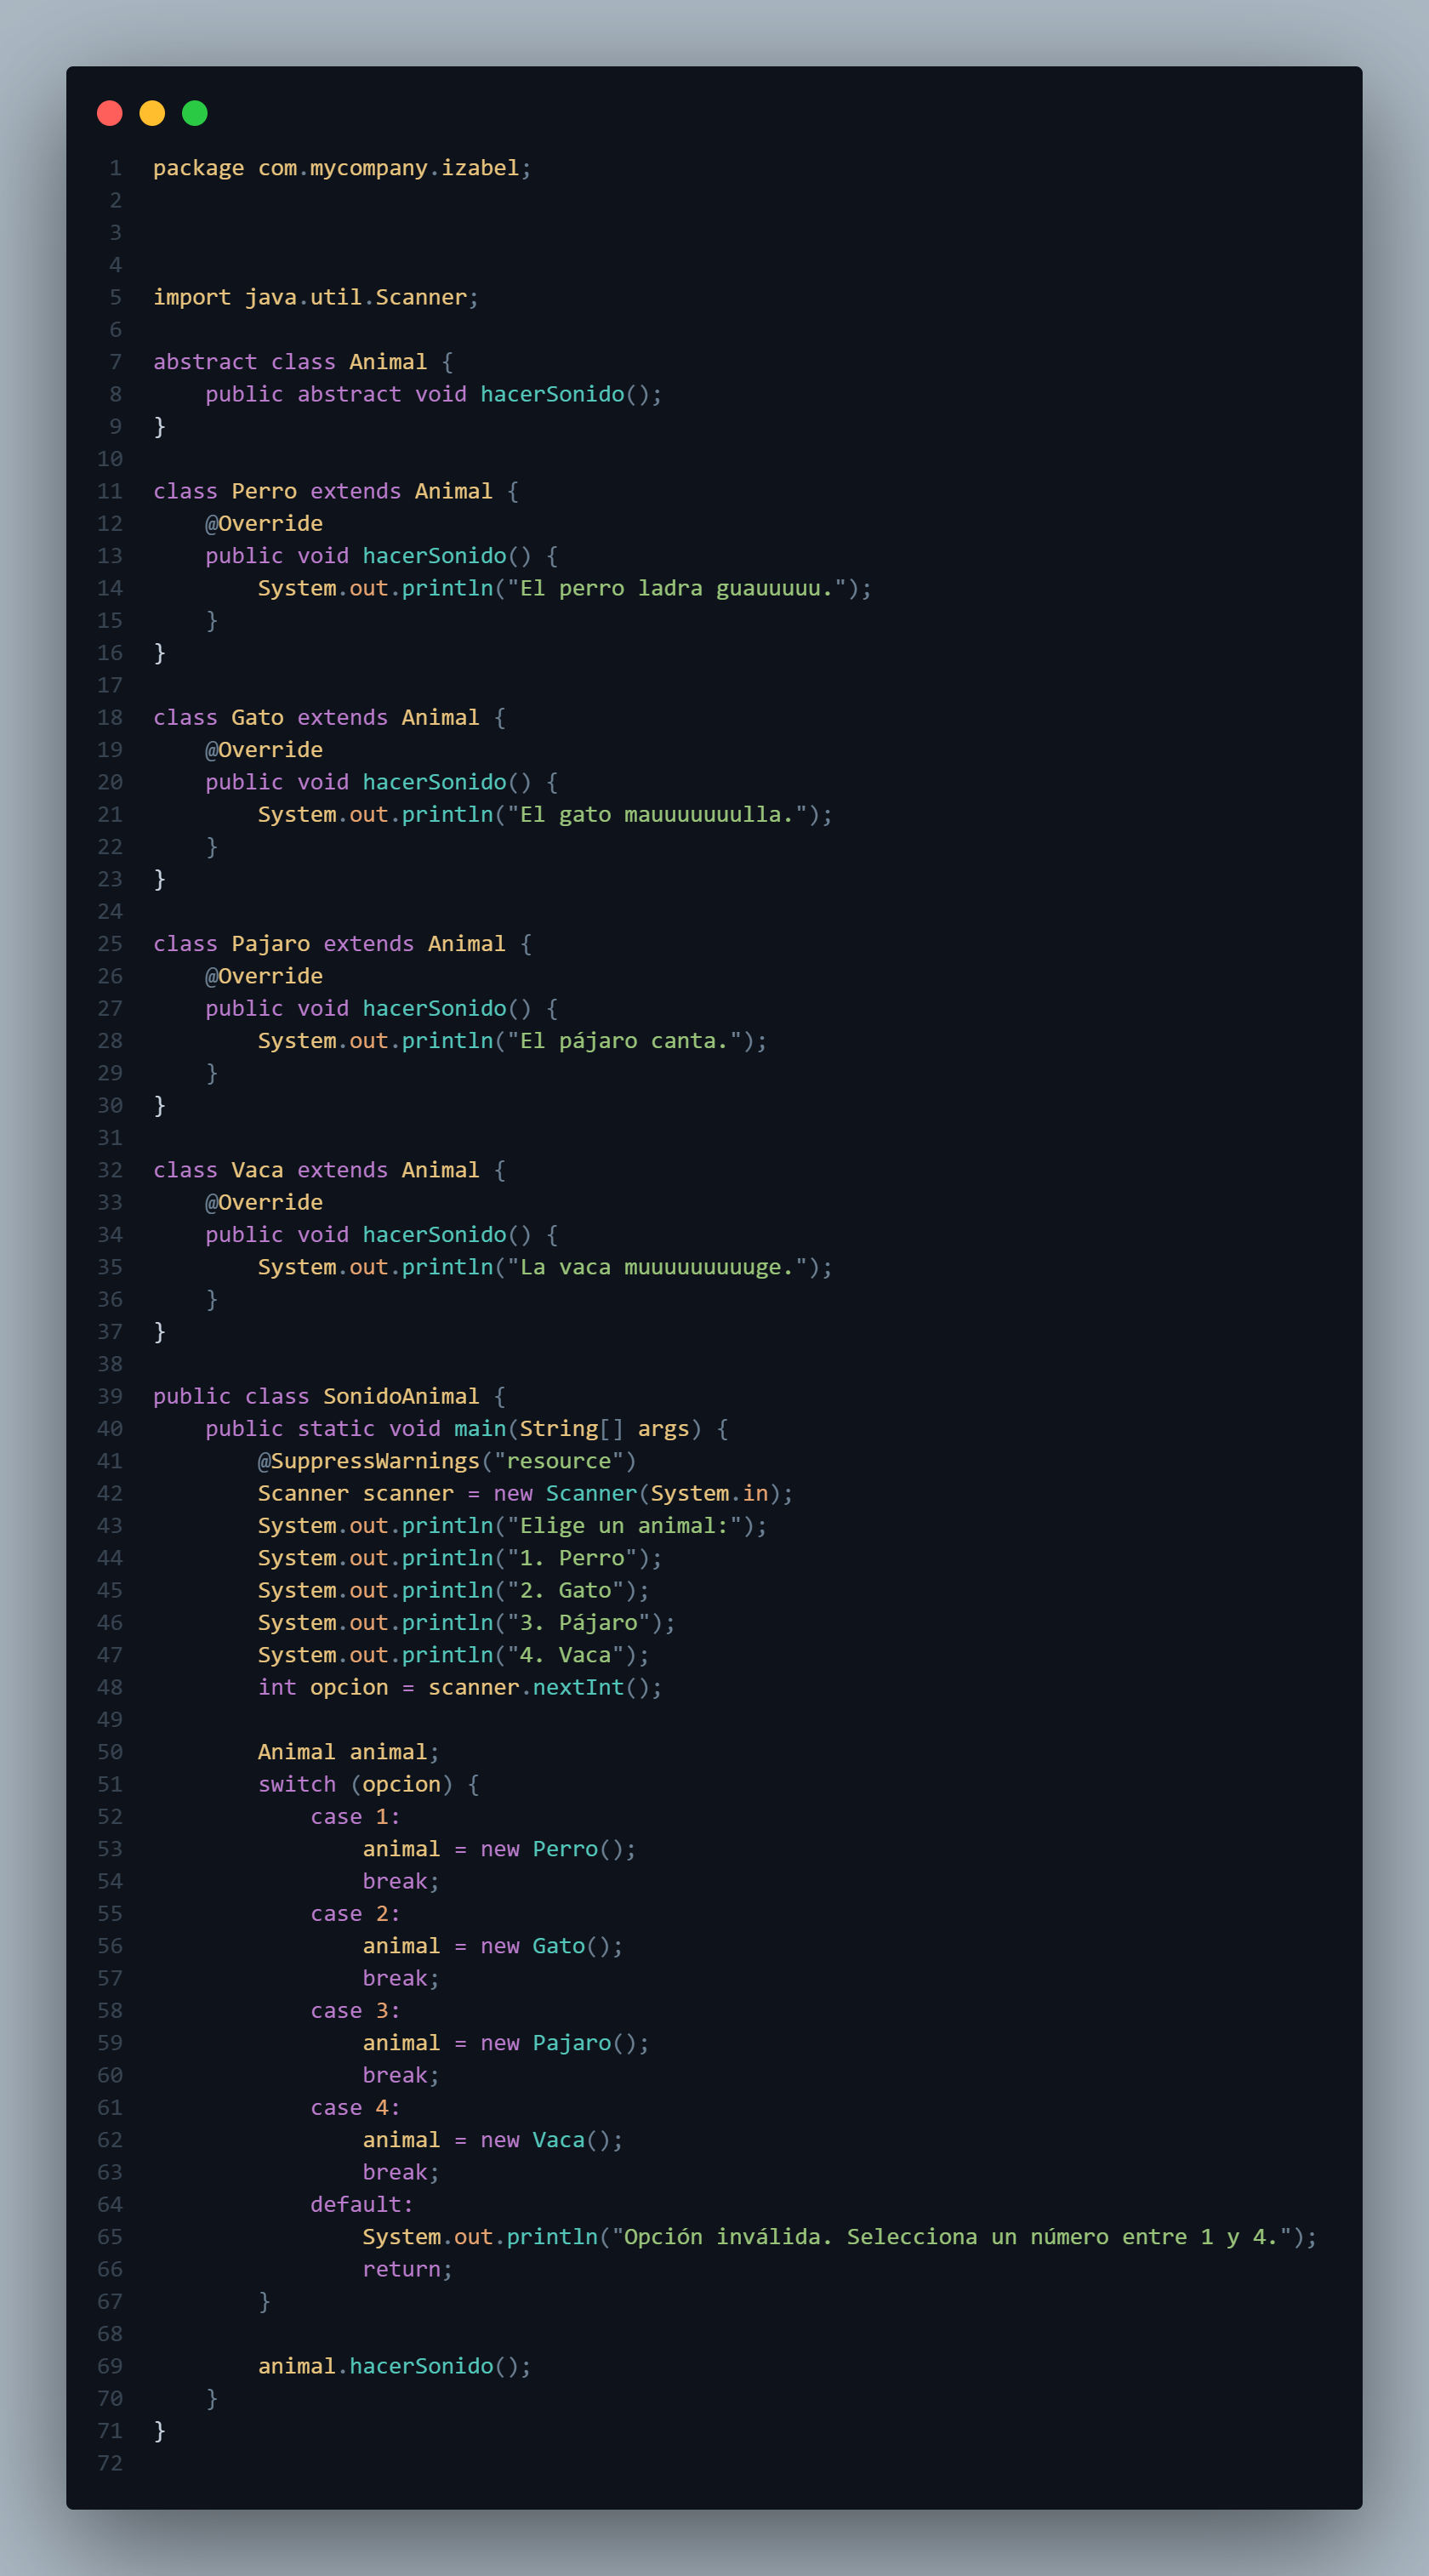 1 package com.mycompany.izabel;
2
3
4
5 import java.util.Scanner;
6
7 abstract class Animal {
8     public abstract void hacerSonido();
9 }
10
11 class Perro extends Animal {
12     @Override
13     public void hacerSonido() {
14         System.out.println("El perro ladra guauuuuu.");
15     }
16 }
17
18 class Gato extends Animal {
19     @Override
20     public void hacerSonido() {
21         System.out.println("El gato mauuuuuuulla.");
22     }
23 }
24
25 class Pajaro extends Animal {
26     @Override
27     public void hacerSonido() {
28         System.out.println("El pájaro canta.");
29     }
30 }
31
32 class Vaca extends Animal {
33     @Override
34     public void hacerSonido() {
35         System.out.println("La vaca muuuuuuuuuge.");
36     }
37 }
38
39 public class SonidoAnimal {
40     public static void main(String[] args) {
41         @SuppressWarnings("resource")
42         Scanner scanner = new Scanner(System.in);
43         System.out.println("Elige un animal:");
44         System.out.println("1. Perro");
45         System.out.println("2. Gato");
46         System.out.println("3. Pájaro");
47         System.out.println("4. Vaca");
48         int opcion = scanner.nextInt();
49
50         Animal animal;
51         switch (opcion) {
52             case 1:
53                 animal = new Perro();
54                 break;
55             case 2:
56                 animal = new Gato();
57                 break;
58             case 3:
59                 animal = new Pajaro();
60                 break;
61             case 4:
62                 animal = new Vaca();
63                 break;
64             default:
65                 System.out.println("Opción inválida. Selecciona un número entre 1 y 4.");
66                 return;
67         }
68
69         animal.hacerSonido();
70     }
71 }
72